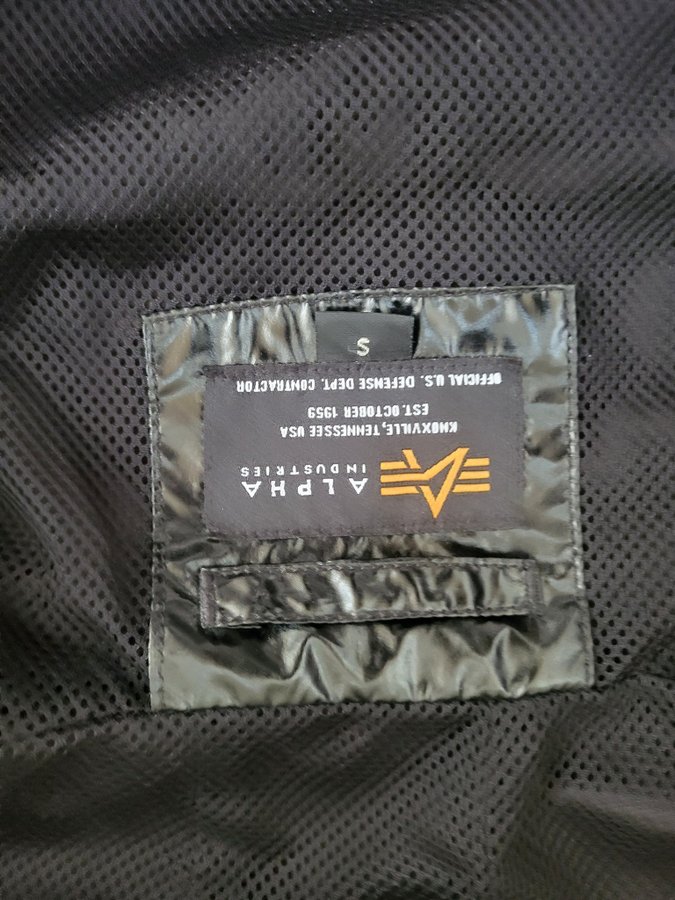 ALPHA
INDUSTRIES
KNOXVILLE, TENNESSEE USA
EST. OCTOBER 1959
OFFICIAL U.S. DEFENSE DEPT. CONTRACTOR
S